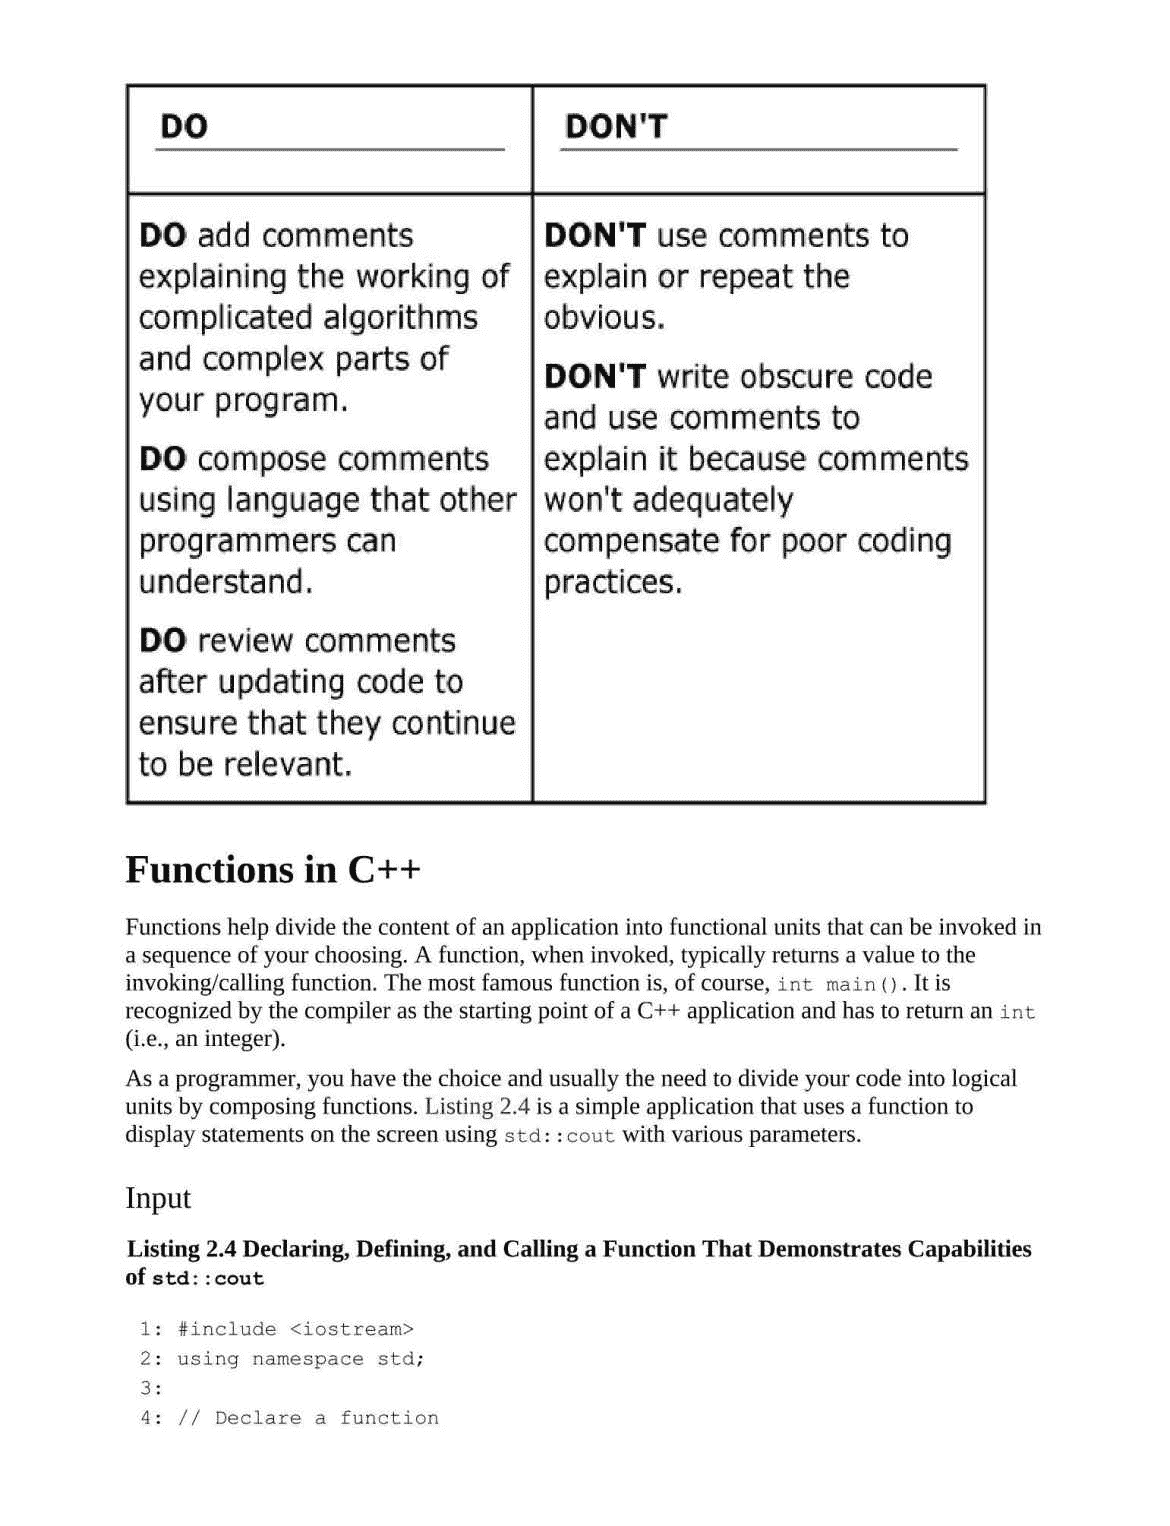 DO
DON'T
DO add comments
explaining the working of
complicated algorithms
and complex parts of
your program.
DO compose comments
using language that other
programmers can
understand.
DO review comments
after updating code to
ensure that they continue
to be relevant.
DON'T use comments to
explain or repeat the
obvious.
DON'T write obscure code
and use comments to
explain it because comments
won't adequately
compensate for poor coding
practices.
Functions in C++
Functions help divide the content of an application into functional units that can be invoked in
a sequence of your choosing. A function, when invoked, typically returns a value to the
invoking/calling function. The most famous function is, of course, int main(). It is
recognized by the compiler as the starting point of a C++ application and has to return an int
(i.e., an integer).
As a programmer, you have the choice and usually the need to divide your code into logical
units by composing functions. Listing 2.4 is a simple application that uses a function to
display statements on the screen using std::cout with various parameters.
Input
Listing 2.4 Declaring, Defining, and Calling a Function That Demonstrates Capabilities
of std::cout
1: #include <iostream>
2: using namespace std;
3:
4: // Declare a function